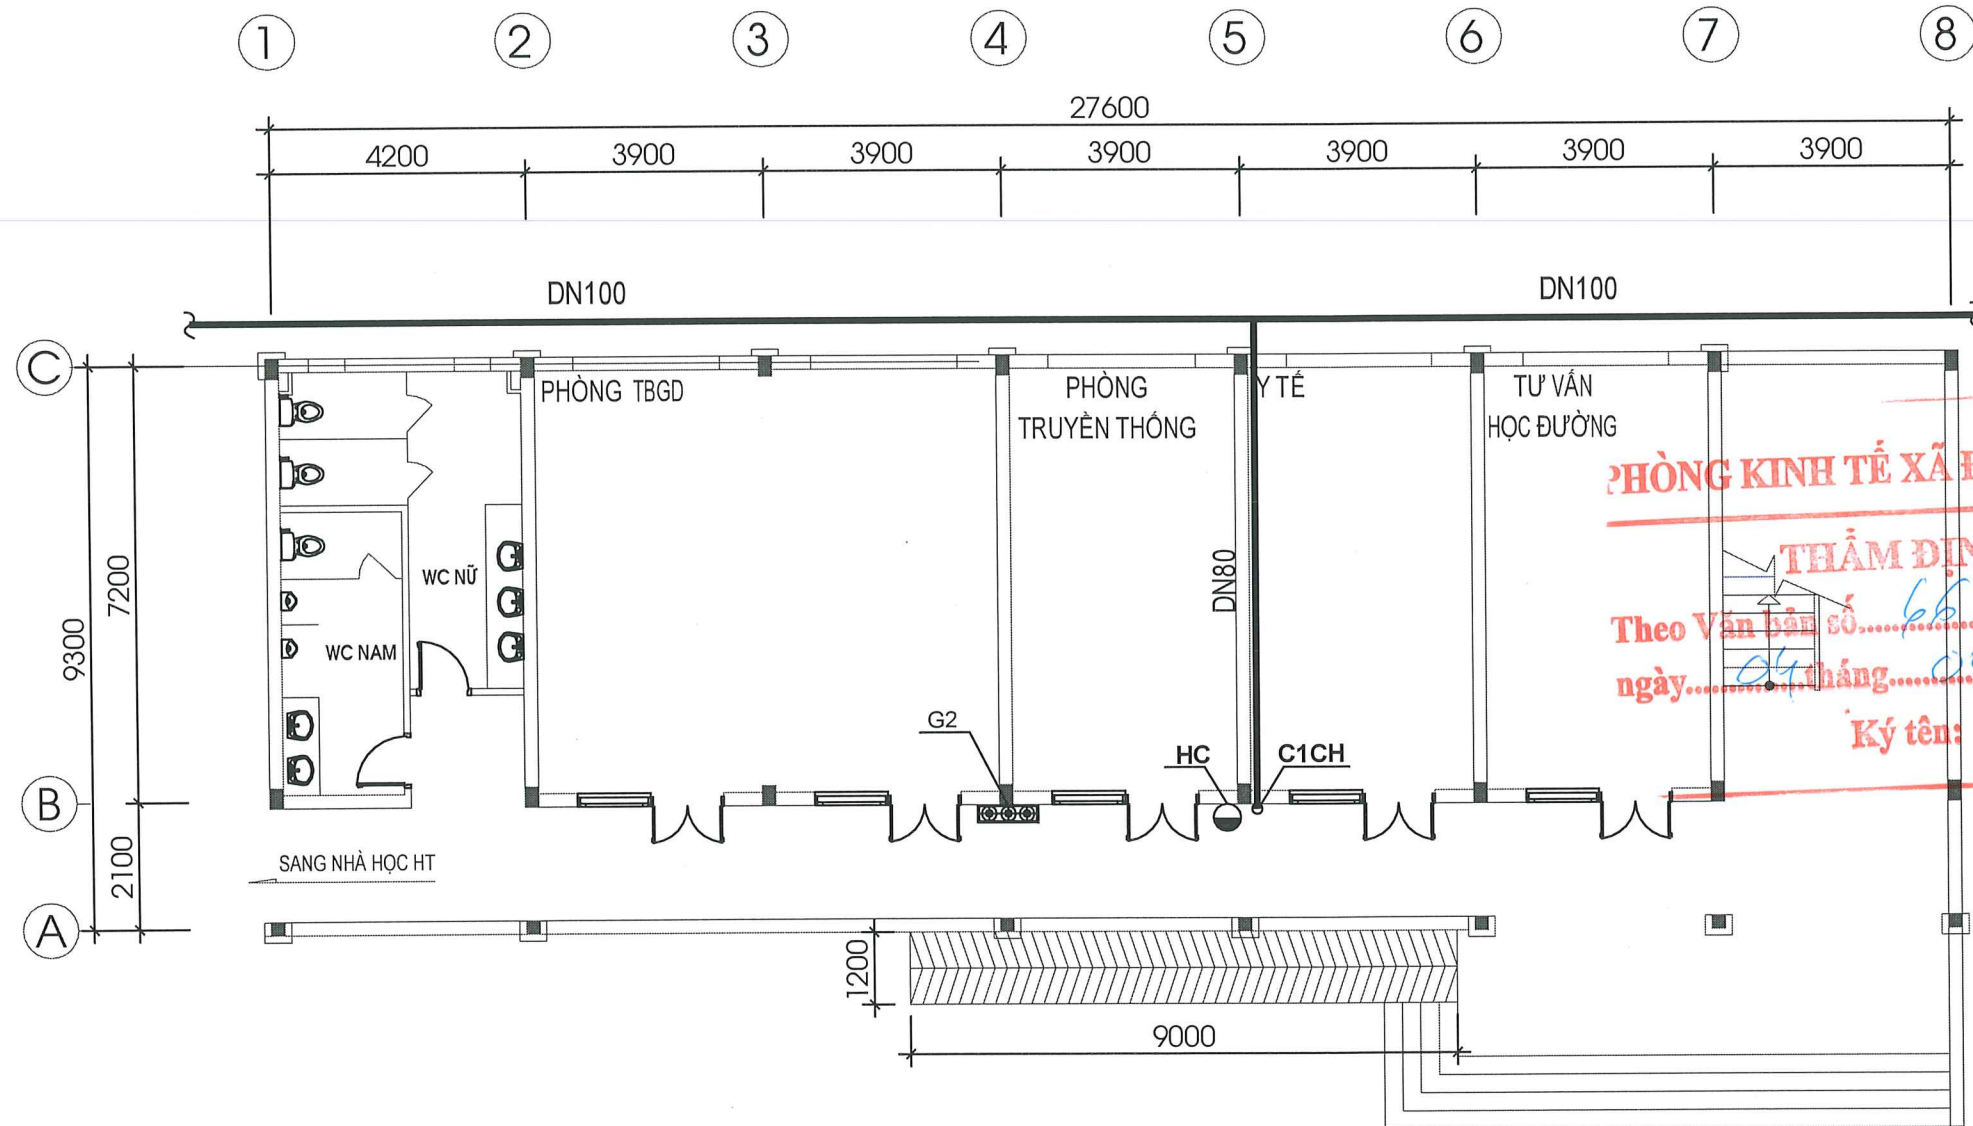 1 2 3 4 5 6 7 8
27600
4200 3900 3900 3900 3900 3900 3900
DN100 DN100
C
PHÒNG TBGD
PHÒNG
TRUYỀN THỐNG
Y TẾ
TƯ VẤN
HỌC ĐƯỜNG
PHÒNG KINH TẾ XÃ
THẨM ĐỊN
Theo Văn bản số 66
ngày 04 tháng
Ký tên:
9300
7200
2100
WC NỮ
WC NAM
DN80
G2
HC
C1CH
B
SANG NHÀ HỌC HT
A
1200
9000